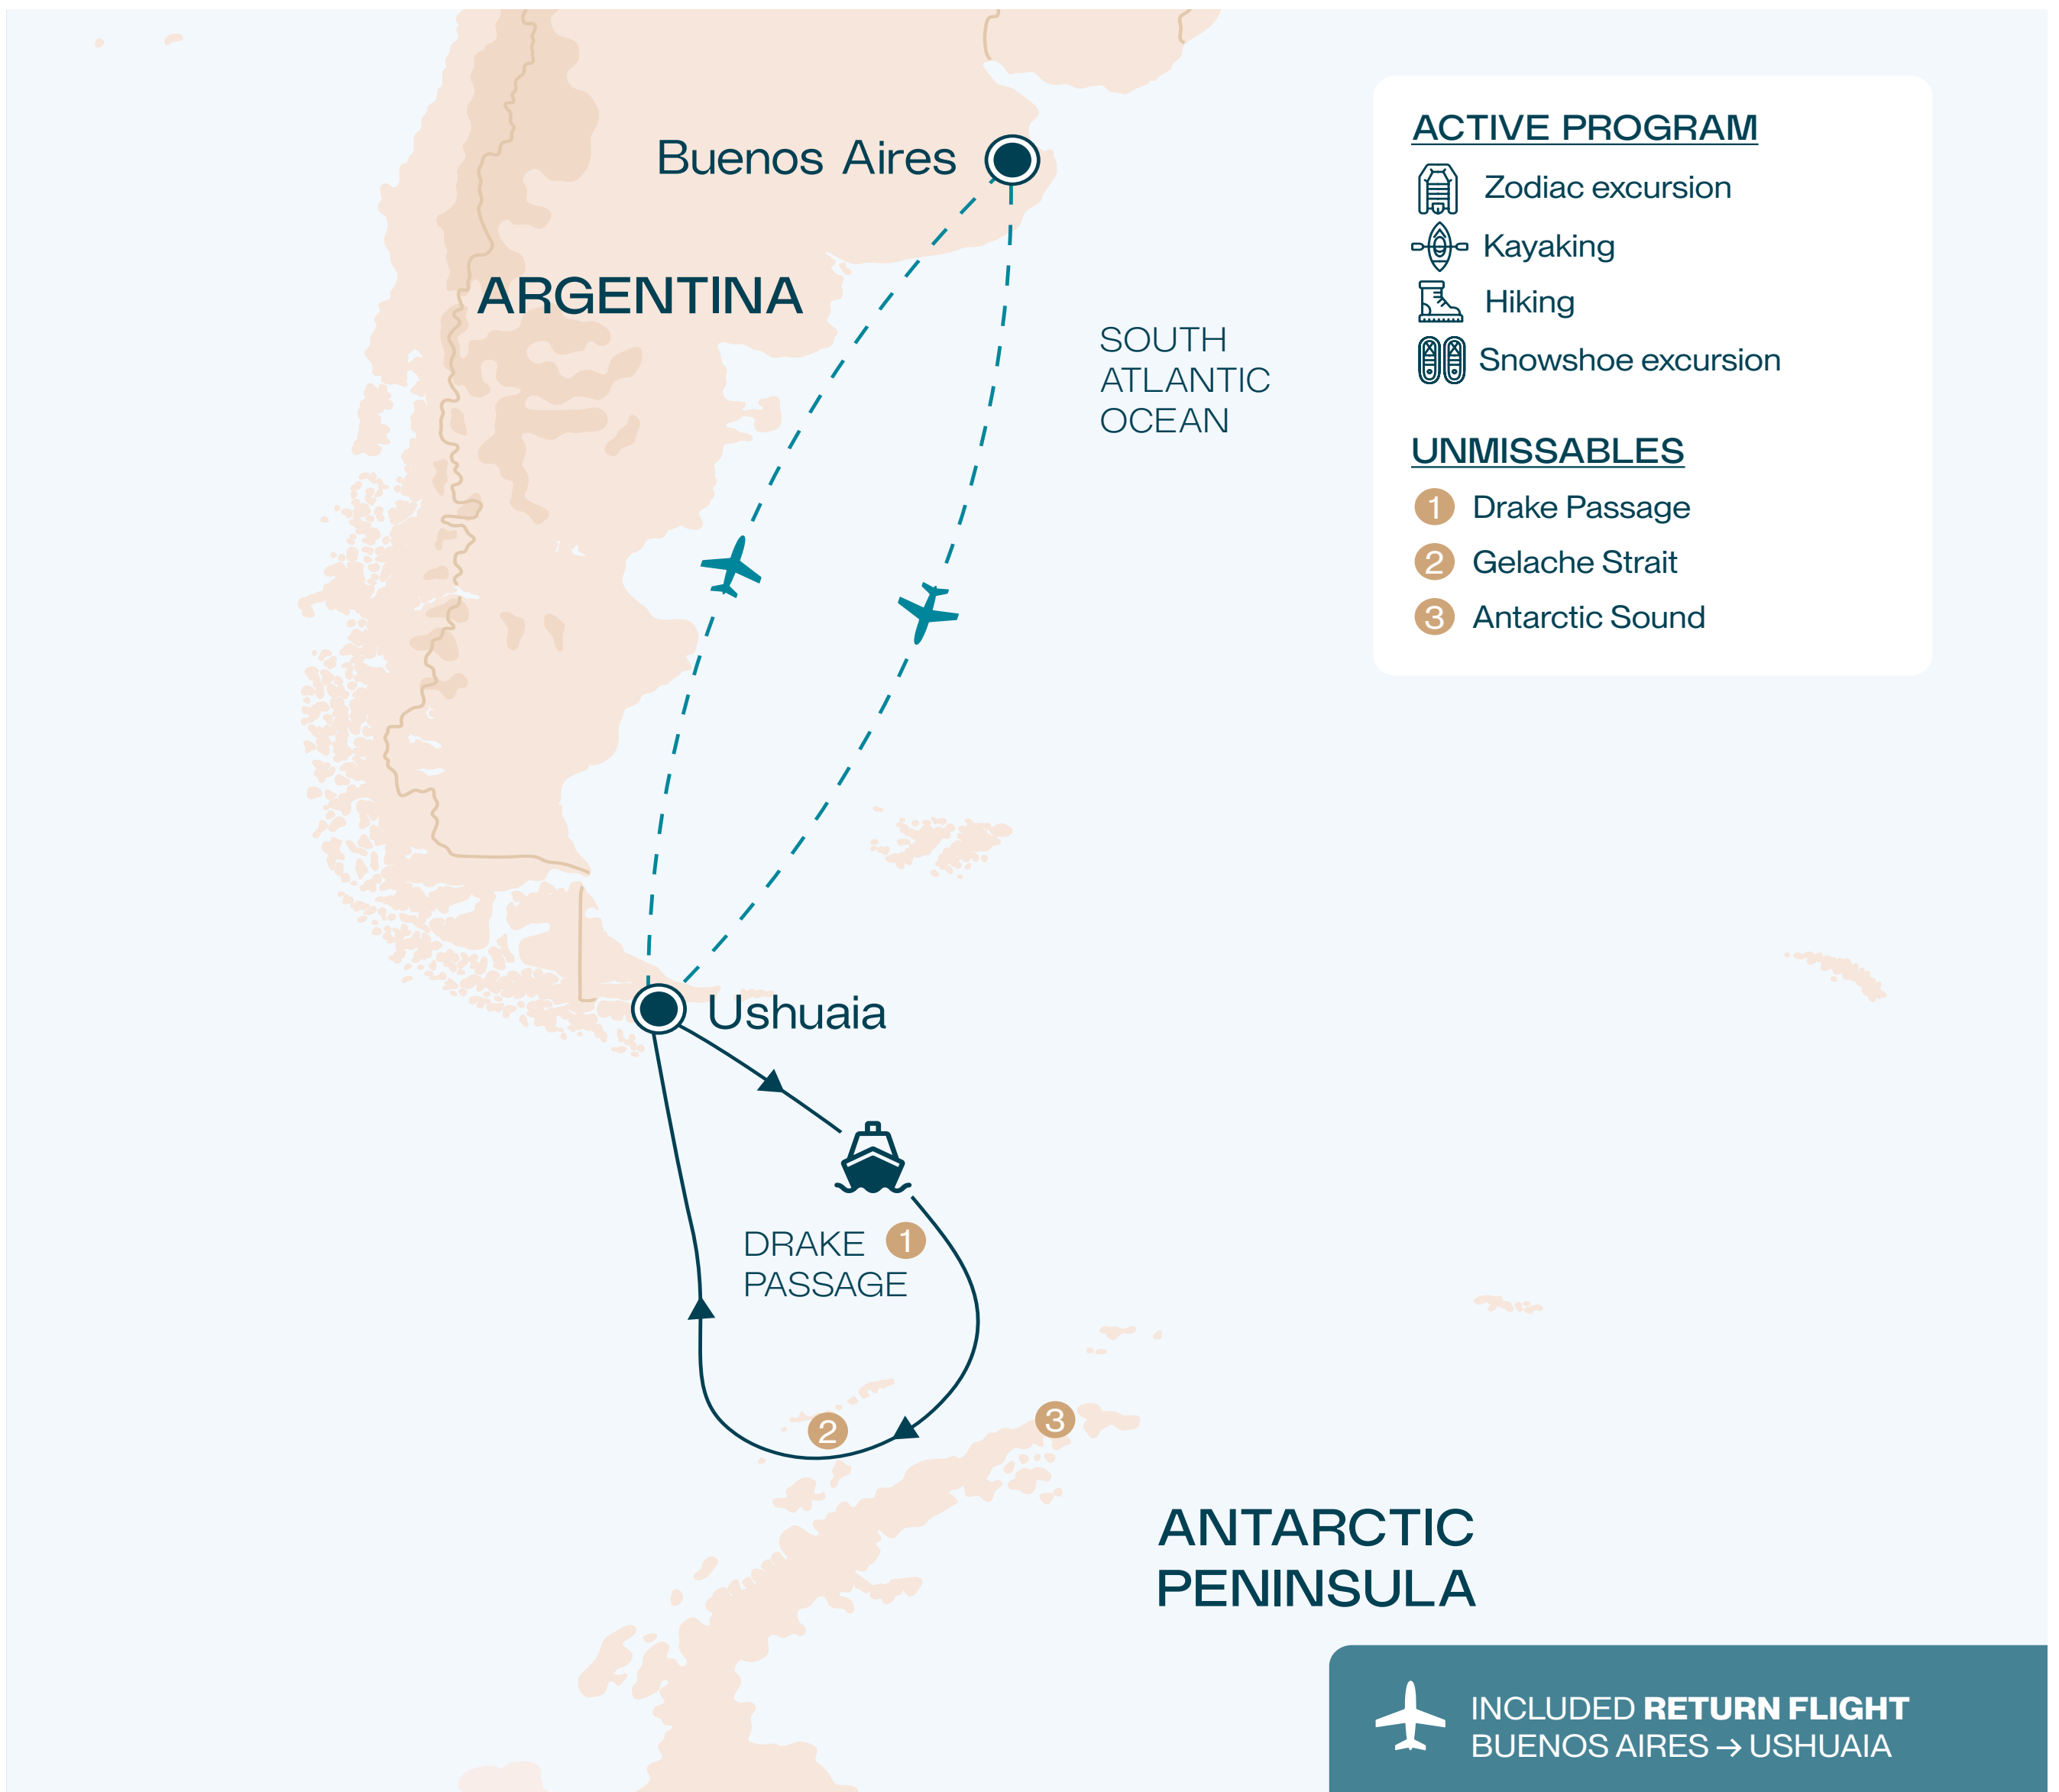 Buenos Aires
ARGENTINA
SOUTH
ATLANTIC
OCEAN
Ushuaia
DRAKE 1
PASSAGE
2
3
ANTARCTIC
PENINSULA
ACTIVE PROGRAM
Zodiac excursion
Kayaking
Hiking
Snowshoe excursion
UNMISSABLES
1 Drake Passage
2 Gelache Strait
3 Antarctic Sound
INCLUDED RETURN FLIGHT
BUENOS AIRES → USHUAIA